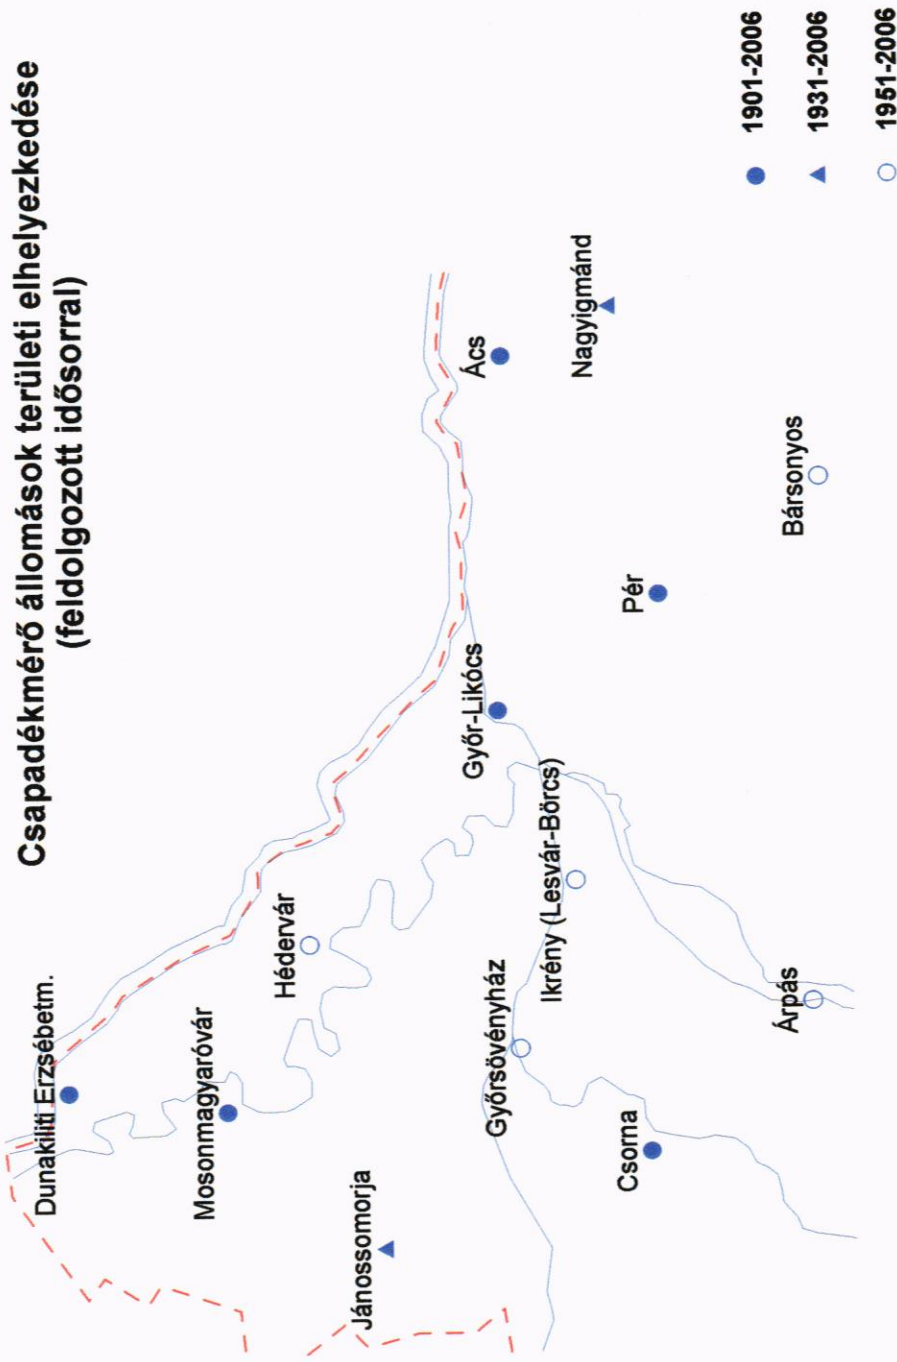 Csapadékmérő állomások területi elhelyezkedése
(feldolgozott idősorral)
Dunakiliti Erzsébetm.
Mosonmagyaróvár
Hédervár
Jánossomorja
Ács
Győr-Likócs
Győrsövényház
Ikrény (Lesvár-Börcs)
Nagyigmánd
Csorna
Pér
Árpás
Bársonyos
1901-2006
1931-2006
1951-2006